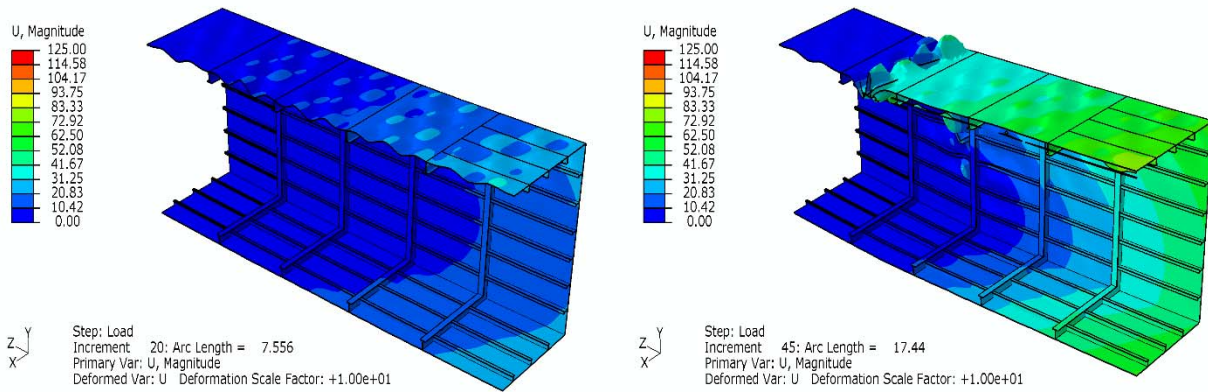 U, Magnitude
125.00
114.58
104.17
93.75
83.33
72.92
62.50
52.08
41.67
31.25
20.83
10.42
0.00
Y
Z
X
Step: Load
Increment 20: Arc Length = 7.556
Primary Var: U, Magnitude
Deformed Var: U Deformation Scale Factor: +1.00e+01
U, Magnitude
125.00
114.58
104.17
93.75
83.33
72.92
62.50
52.08
41.67
31.25
20.83
10.42
0.00
Y
Z
X
Step: Load
Increment 45: Arc Length = 17.44
Primary Var: U, Magnitude
Deformed Var: U Deformation Scale Factor: +1.00e+01